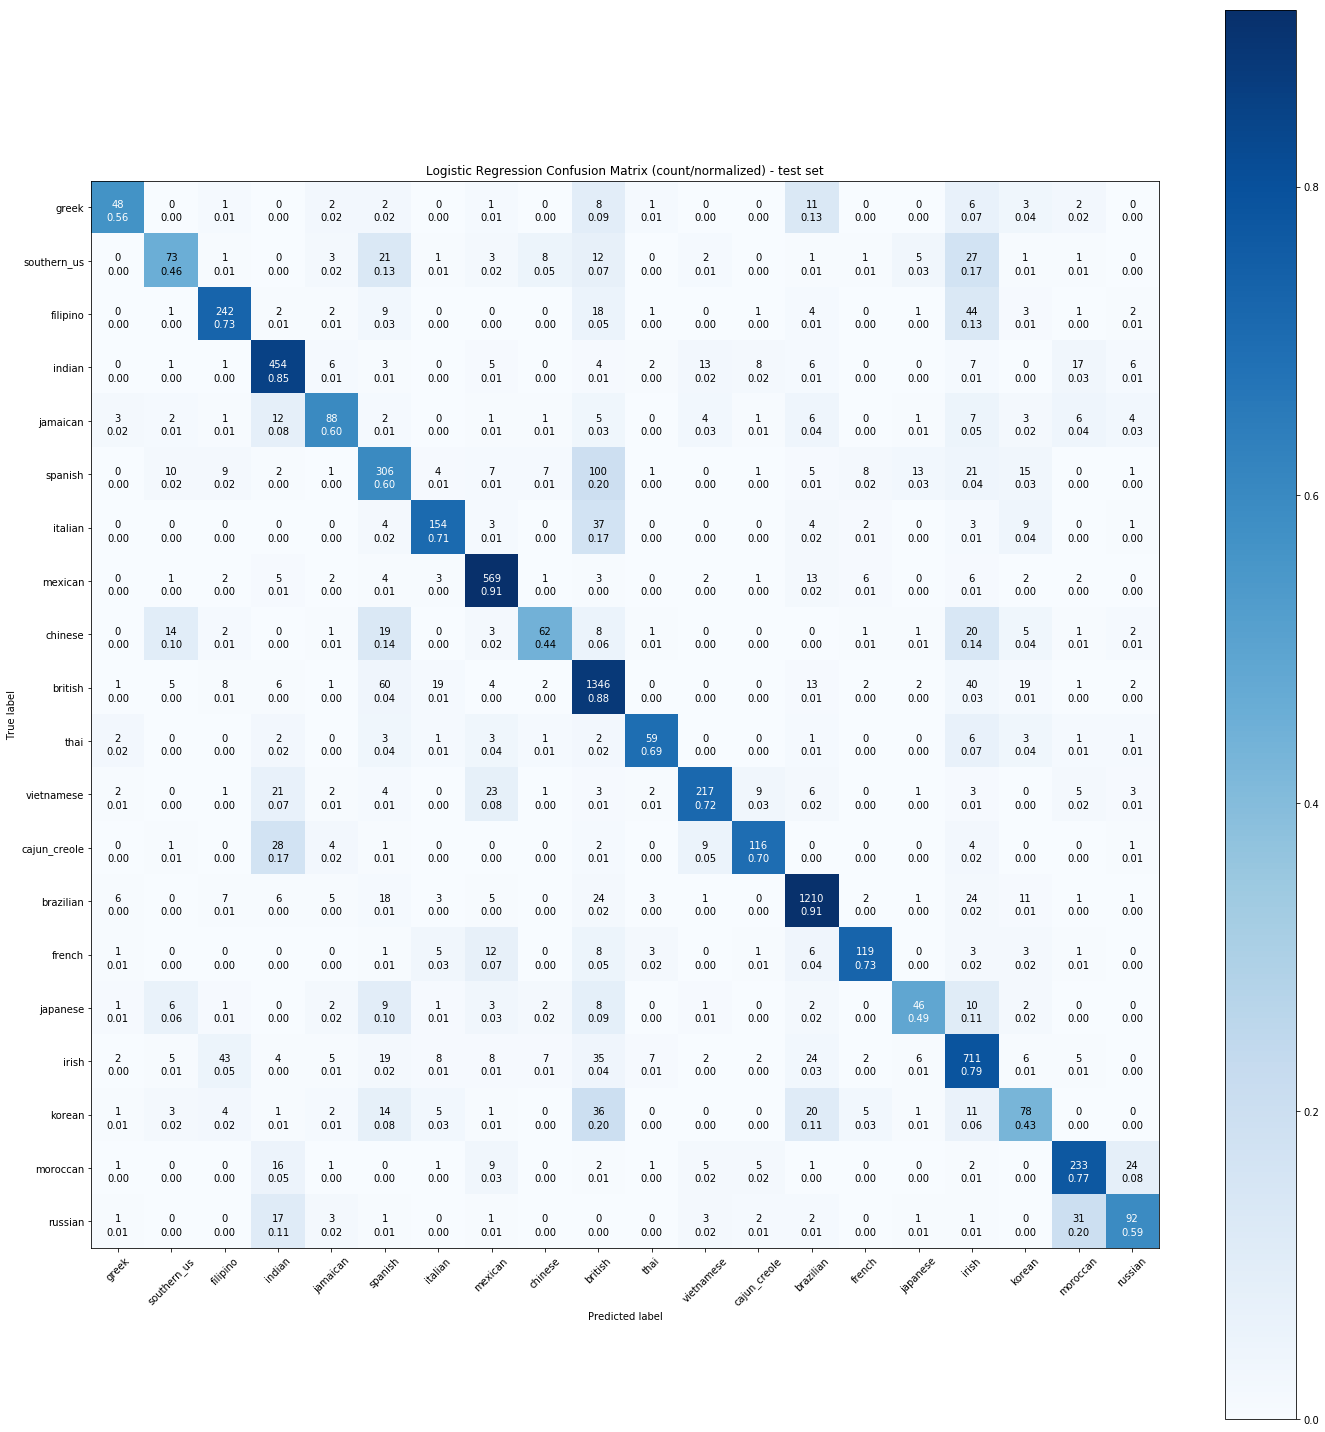 Logistic Regression Confusion Matrix (count/normalized) - test set
greek
48 0 1 0 2 2 0 1 0 8 1 0 0 11 0 0 6 3 2 0
0.56 0.00 0.01 0.00 0.02 0.02 0.00 0.01 0.00 0.09 0.01 0.00 0.00 0.13 0.00 0.00 0.07 0.04 0.02 0.00
southern_us
0 73 1 0 3 21 1 3 8 12 0 2 0 1 1 5 27 1 1 0
0.00 0.46 0.01 0.00 0.02 0.13 0.01 0.02 0.05 0.07 0.00 0.01 0.00 0.01 0.01 0.03 0.17 0.01 0.01 0.00
filipino
0 1 242 2 2 9 0 0 0 18 1 0 1 4 0 1 44 3 1 2
0.00 0.00 0.73 0.01 0.01 0.03 0.00 0.00 0.00 0.05 0.00 0.00 0.00 0.01 0.00 0.00 0.13 0.01 0.00 0.01
indian
0 1 1 454 6 3 0 5 0 4 2 13 8 6 0 0 7 0 17 6
0.00 0.00 0.00 0.85 0.01 0.01 0.00 0.01 0.00 0.01 0.00 0.02 0.02 0.01 0.00 0.00 0.01 0.00 0.03 0.01
jamaican
3 2 1 12 88 2 0 1 1 5 0 4 1 6 0 1 7 3 6 4
0.02 0.01 0.01 0.08 0.60 0.01 0.00 0.01 0.01 0.03 0.00 0.03 0.01 0.04 0.00 0.01 0.05 0.02 0.04 0.03
spanish
0 10 9 2 1 306 4 7 7 100 1 0 1 5 8 13 21 15 0 1
0.00 0.02 0.02 0.00 0.00 0.60 0.01 0.01 0.01 0.20 0.00 0.00 0.00 0.01 0.02 0.03 0.04 0.03 0.00 0.00
italian
0 0 0 0 0 4 154 3 0 37 0 0 0 4 2 0 3 9 0 1
0.00 0.00 0.00 0.00 0.00 0.02 0.71 0.01 0.00 0.17 0.00 0.00 0.00 0.02 0.01 0.00 0.01 0.04 0.00 0.00
mexican
0 1 2 5 2 4 3 569 1 3 0 2 1 13 6 0 6 2 2 0
0.00 0.00 0.00 0.01 0.00 0.01 0.00 0.91 0.00 0.00 0.00 0.00 0.00 0.02 0.01 0.00 0.01 0.00 0.00 0.00
chinese
0 14 2 0 1 19 0 3 62 8 1 0 0 0 1 1 20 5 1 2
0.00 0.10 0.01 0.00 0.01 0.14 0.00 0.02 0.44 0.06 0.01 0.00 0.00 0.00 0.01 0.01 0.14 0.04 0.01 0.01
british
1 5 8 6 1 60 19 4 2 1346 0 0 0 13 2 2 40 19 1 2
0.00 0.00 0.01 0.00 0.00 0.04 0.01 0.00 0.00 0.88 0.00 0.00 0.00 0.01 0.00 0.00 0.03 0.01 0.00 0.00
thai
2 0 0 2 0 3 1 3 1 2 59 0 0 1 0 0 6 3 1 1
0.02 0.00 0.00 0.02 0.00 0.04 0.01 0.04 0.01 0.02 0.69 0.00 0.00 0.01 0.00 0.00 0.07 0.04 0.01 0.01
vietnamese
2 0 1 21 2 4 0 23 1 3 2 217 9 6 0 1 3 0 5 3
0.01 0.00 0.00 0.07 0.01 0.01 0.00 0.08 0.00 0.01 0.01 0.72 0.03 0.02 0.00 0.00 0.01 0.00 0.02 0.01
cajun_creole
0 1 0 28 4 1 0 0 0 2 0 9 116 0 0 0 4 0 0 1
0.00 0.01 0.00 0.17 0.02 0.01 0.00 0.00 0.00 0.01 0.00 0.05 0.70 0.00 0.00 0.00 0.02 0.00 0.00 0.01
brazilian
6 0 7 6 5 18 3 5 0 24 3 1 0 1210 2 1 24 11 1 1
0.00 0.00 0.01 0.00 0.00 0.01 0.00 0.00 0.00 0.02 0.00 0.00 0.00 0.91 0.00 0.00 0.02 0.01 0.00 0.00
french
1 0 0 0 0 1 5 12 0 8 3 0 1 6 119 0 3 3 1 0
0.01 0.00 0.00 0.00 0.00 0.01 0.03 0.07 0.00 0.05 0.02 0.00 0.01 0.04 0.73 0.00 0.02 0.02 0.01 0.00
japanese
1 6 1 0 2 9 1 3 2 8 0 1 0 2 0 46 10 2 0 0
0.01 0.06 0.01 0.00 0.02 0.10 0.01 0.03 0.02 0.09 0.00 0.01 0.00 0.02 0.00 0.49 0.11 0.02 0.00 0.00
irish
2 5 43 4 5 19 8 8 7 35 7 2 2 24 2 6 711 6 5 0
0.00 0.01 0.05 0.00 0.01 0.02 0.01 0.01 0.01 0.04 0.01 0.00 0.00 0.03 0.00 0.01 0.79 0.01 0.01 0.00
korean
1 3 4 1 2 14 5 1 0 36 0 0 0 20 5 1 11 78 0 0
0.01 0.02 0.02 0.01 0.01 0.08 0.03 0.01 0.00 0.20 0.00 0.00 0.00 0.11 0.03 0.01 0.06 0.43 0.00 0.00
moroccan
1 0 0 16 1 0 1 9 0 2 1 5 5 1 0 0 2 0 233 24
0.00 0.00 0.00 0.05 0.00 0.00 0.00 0.03 0.00 0.01 0.00 0.02 0.02 0.00 0.00 0.00 0.01 0.00 0.77 0.08
russian
1 0 0 17 3 1 0 1 0 0 0 3 2 2 0 1 1 0 31 92
0.01 0.00 0.00 0.11 0.02 0.01 0.00 0.01 0.00 0.00 0.00 0.02 0.01 0.01 0.00 0.01 0.01 0.00 0.20 0.59
True label
greek southern_us filipino indian jamaican spanish italian mexican chinese british thai vietnamese cajun_creole brazilian french japanese irish korean moroccan russian
Predicted label
0.8
0.6
0.4
0.2
0.0